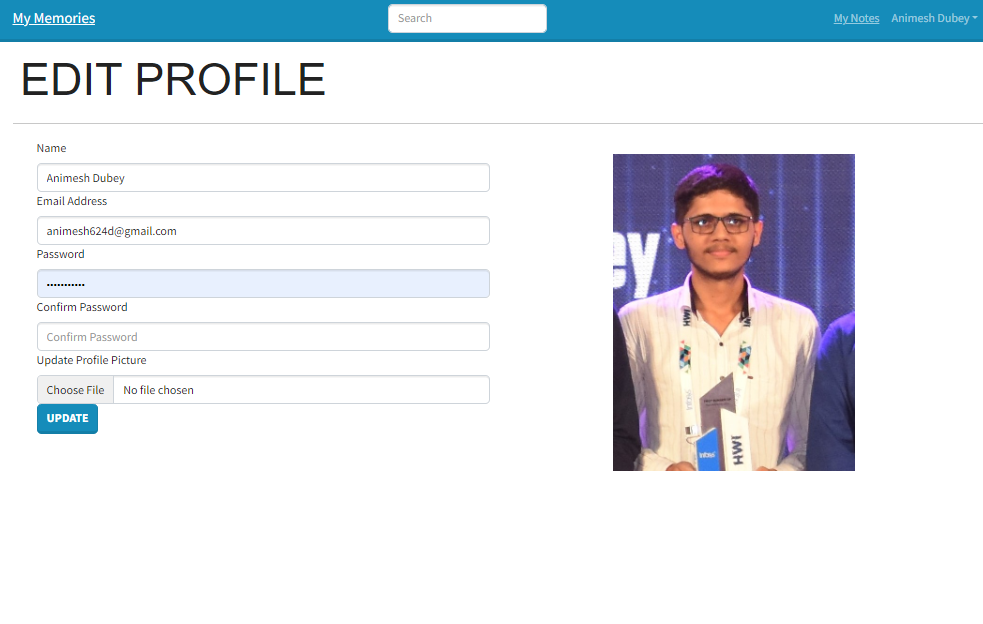 My Memories
Search
My Notes
Animesh Dubey
EDIT PROFILE
Name
Animesh Dubey
Email Address
animesh624d@gmail.com
Password
•••••••••••
Confirm Password
Confirm Password
Update Profile Picture
Choose File
No file chosen
UPDATE
ey
HWI
HWI